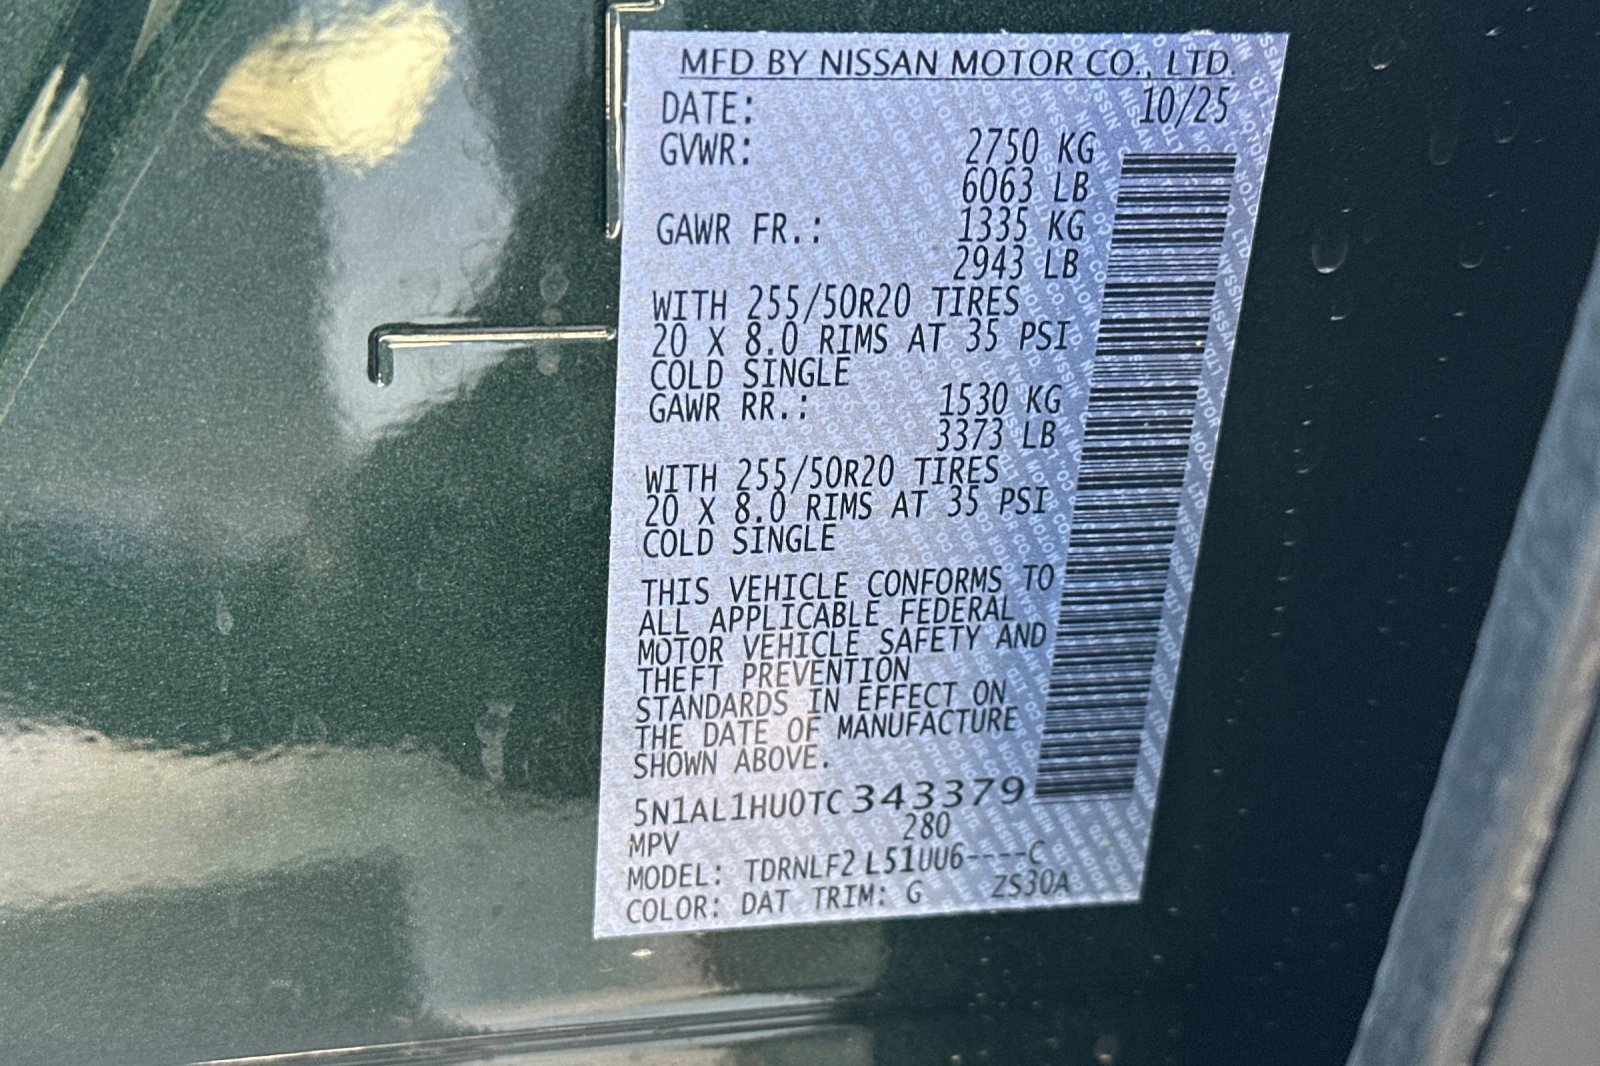 MFD BY NISSAN MOTOR CO., LTD.
DATE: 10/25
GVWR: 2750 KG
6063 LB
GAWR FR.: 1335 KG
2943 LB
WITH 255/50R20 TIRES
20 X 8.0 RIMS AT 35 PSI
COLD SINGLE
GAWR RR.: 1530 KG
3373 LB
WITH 255/50R20 TIRES
20 X 8.0 RIMS AT 35 PSI
COLD SINGLE
THIS VEHICLE CONFORMS TO
ALL APPLICABLE FEDERAL
MOTOR VEHICLE SAFETY AND
THEFT PREVENTION
STANDARDS IN EFFECT ON
THE DATE OF MANUFACTURE
SHOWN ABOVE.
5N1AL1HU0TC343379
MPV 280
MODEL: TDRNLF2 L51UU6----C
COLOR: DAT TRIM: G ZS30A